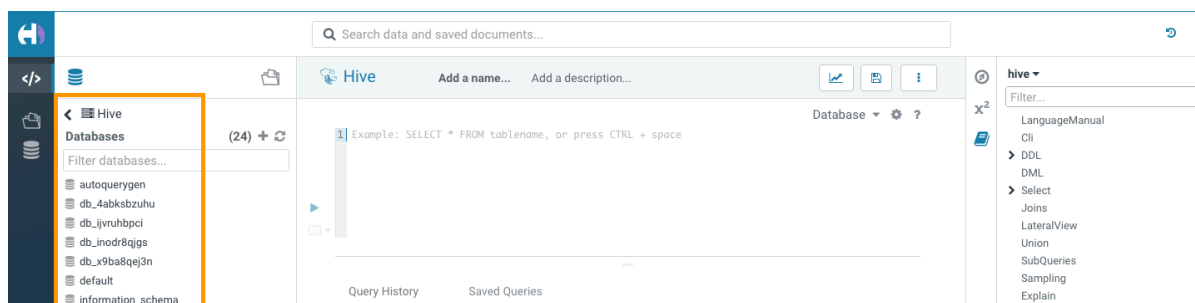 Search data and saved documents...
</>
Hive
Add a name...
Add a description...
hive
Filter...
Hive
Databases
(24)
Filter databases...
autoquerygen
db_4abksbzuhu
db_ijvruhbpci
db_inodr8qjgs
db_x9ba8qej3n
default
information_schema
Database
?
1
Example: SELECT * FROM tablename, or press CTRL + space
Query History
Saved Queries
x²
LanguageManual
Cli
DDL
DML
Select
Joins
LateralView
Union
SubQueries
Sampling
Explain